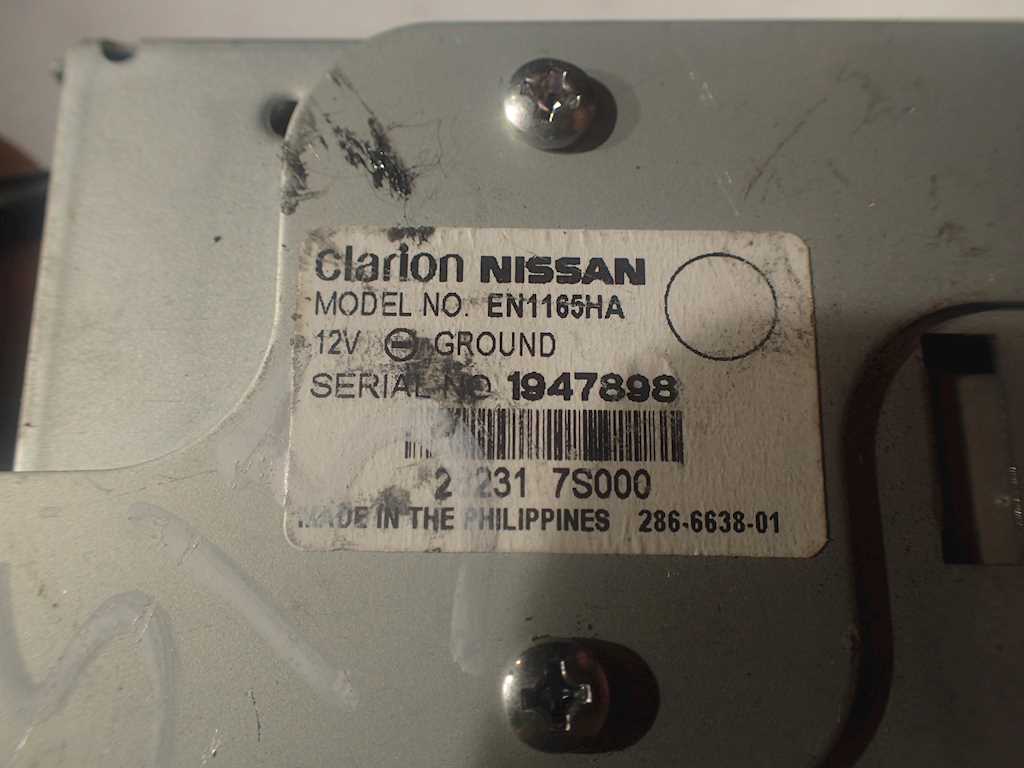 clarion NISSAN
MODEL NO. EN1165HA
12V ⊖ GROUND
SERIAL NO 1947898
7S000
MADE IN THE PHILIPPINES 286-6638-01